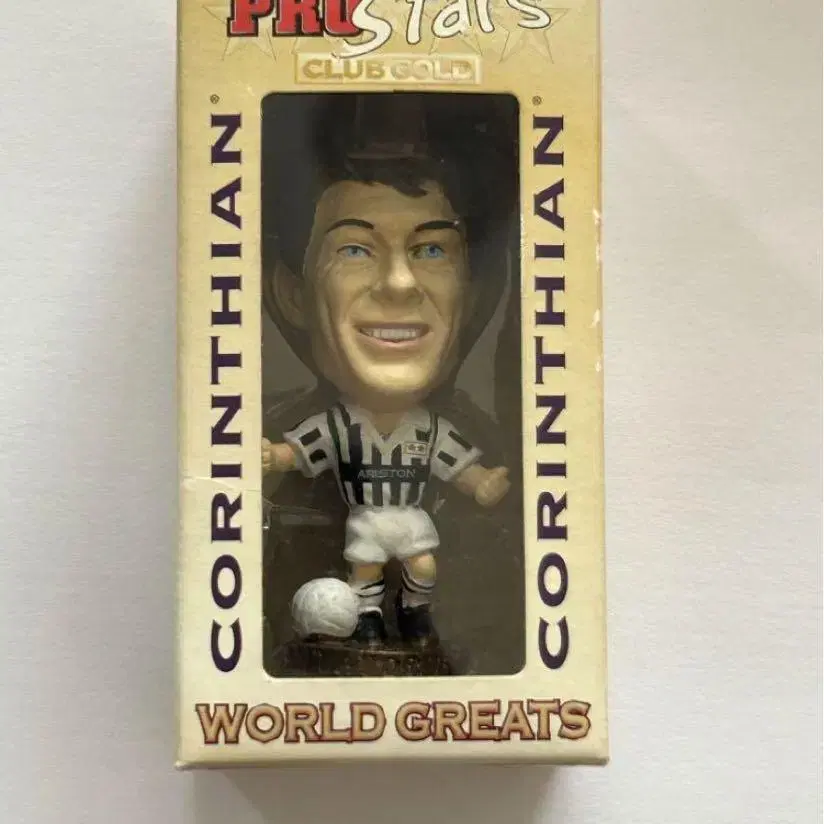 PRO Stars
CLUB GOLD
CORINTHIAN®
CORINTHIAN®
ARISTON
WORLD GREATS